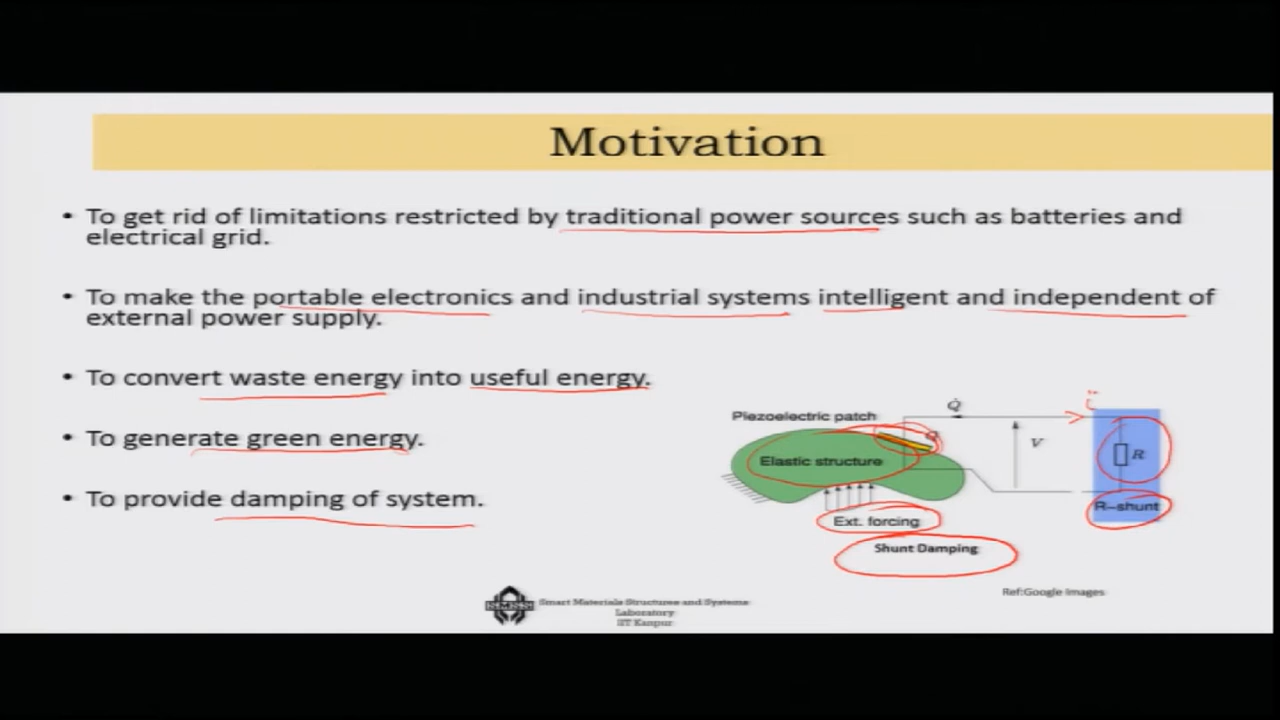 Motivation
• To get rid of limitations restricted by traditional power sources such as batteries and
electrical grid.
• To make the portable electronics and industrial systems intelligent and independent of
external power supply.
• To convert waste energy into useful energy.
• To generate green energy.
• To provide damping of system.
Piezoelectric patch
Q̇
V
R
Elastic structure
R-shunt
Ext. forcing
Shunt Damping
Ref:Google Images
Smart Materials Structures and Systems
Laboratory
IIT Kanpur